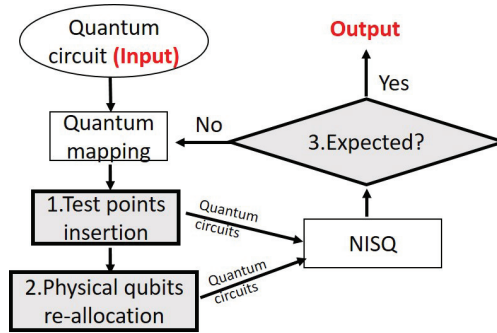 Quantum
circuit (Input)
Quantum
mapping
1.Test points
insertion
2.Physical qubits
re-allocation
Quantum
circuits
Quantum
circuits
NISQ
3.Expected?
No
Yes
Output